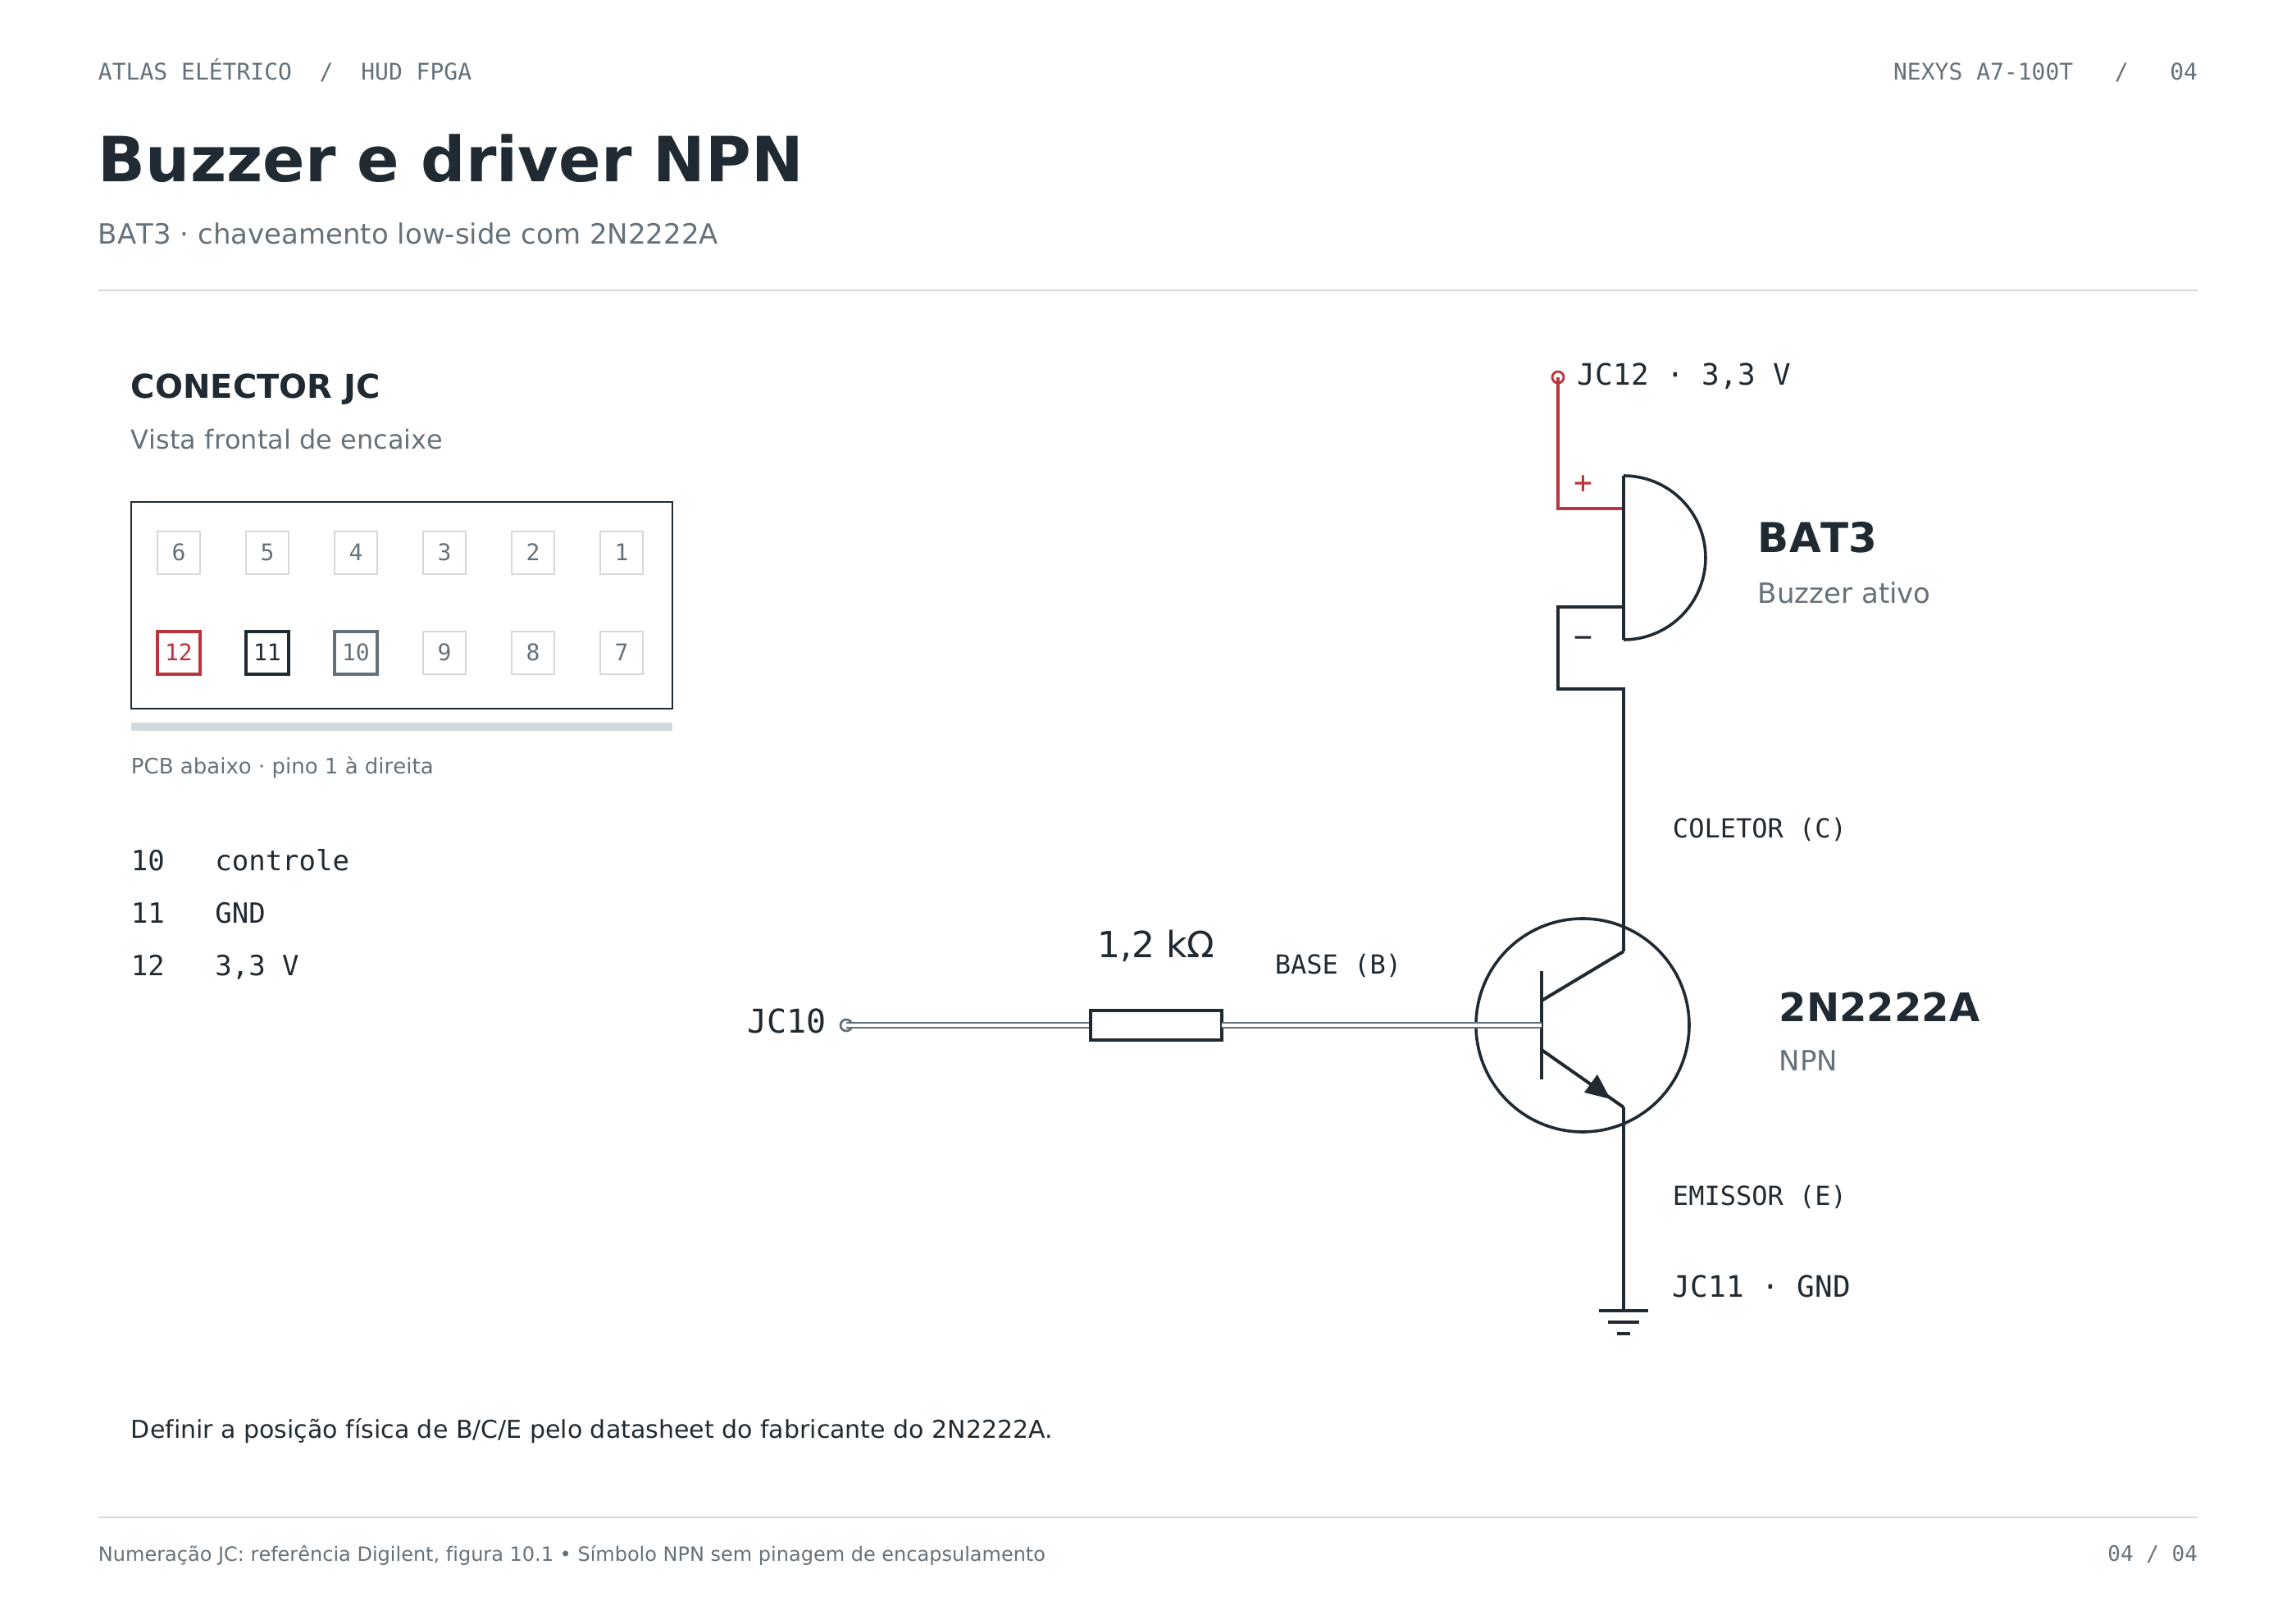 ATLAS ELÉTRICO / HUD FPGA
NEXYS A7-100T / 04
Buzzer e driver NPN
BAT3 · chaveamento low-side com 2N2222A
CONECTOR JC
Vista frontal de encaixe
6 5 4 3 2 1
12 11 10 9 8 7
PCB abaixo · pino 1 à direita
10 controle
11 GND
12 3,3 V
JC12 · 3,3 V
+
BAT3
Buzzer ativo
−
COLETOR (C)
1,2 kΩ
BASE (B)
JC10
2N2222A
NPN
EMISSOR (E)
JC11 · GND
Definir a posição física de B/C/E pelo datasheet do fabricante do 2N2222A.
Numeração JC: referência Digilent, figura 10.1 • Símbolo NPN sem pinagem de encapsulamento
04 / 04